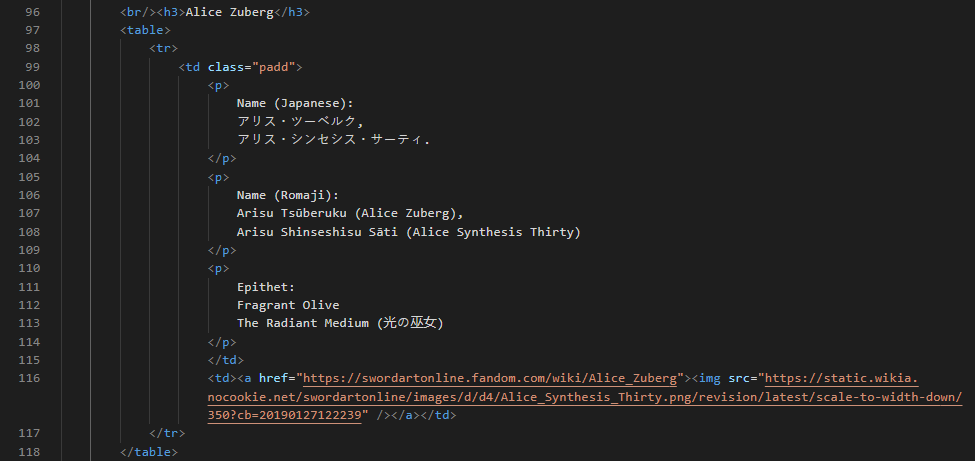 96 <br/><h3>Alice Zuberg</h3>
97 <table>
98 <tr>
99 <td class="padd">
100 <p>
101 Name (Japanese):
102 アリス・ツーベルク,
103 アリス・シンセシス・サーティ.
104 </p>
105 <p>
106 Name (Romaji):
107 Arisu Tsūberuku (Alice Zuberg),
108 Arisu Shinseshisu Sāti (Alice Synthesis Thirty)
109 </p>
110 <p>
111 Epithet:
112 Fragrant Olive
113 The Radiant Medium (光の巫女)
114 </p>
115 </td>
116 <td><a href="https://swordartonline.fandom.com/wiki/Alice_Zuberg"><img src="https://static.wikia.
nocookie.net/swordartonline/images/d/d4/Alice_Synthesis_Thirty.png/revision/latest/scale-to-width-down/
350?cb=20190127122239" /></a></td>
117 </tr>
118 </table>